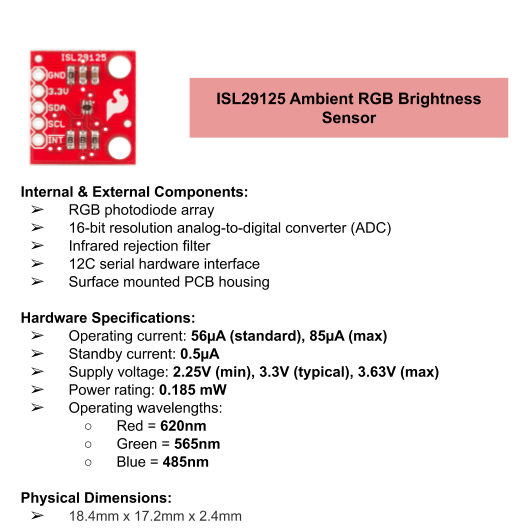 ISL29125
GND
3.3V
SDA
SCL
INT
ISL29125 Ambient RGB Brightness
Sensor
Internal & External Components:
➢ RGB photodiode array
➢ 16-bit resolution analog-to-digital converter (ADC)
➢ Infrared rejection filter
➢ 12C serial hardware interface
➢ Surface mounted PCB housing
Hardware Specifications:
➢ Operating current: 56µA (standard), 85µA (max)
➢ Standby current: 0.5µA
➢ Supply voltage: 2.25V (min), 3.3V (typical), 3.63V (max)
➢ Power rating: 0.185 mW
➢ Operating wavelengths:
○ Red = 620nm
○ Green = 565nm
○ Blue = 485nm
Physical Dimensions:
➢ 18.4mm x 17.2mm x 2.4mm